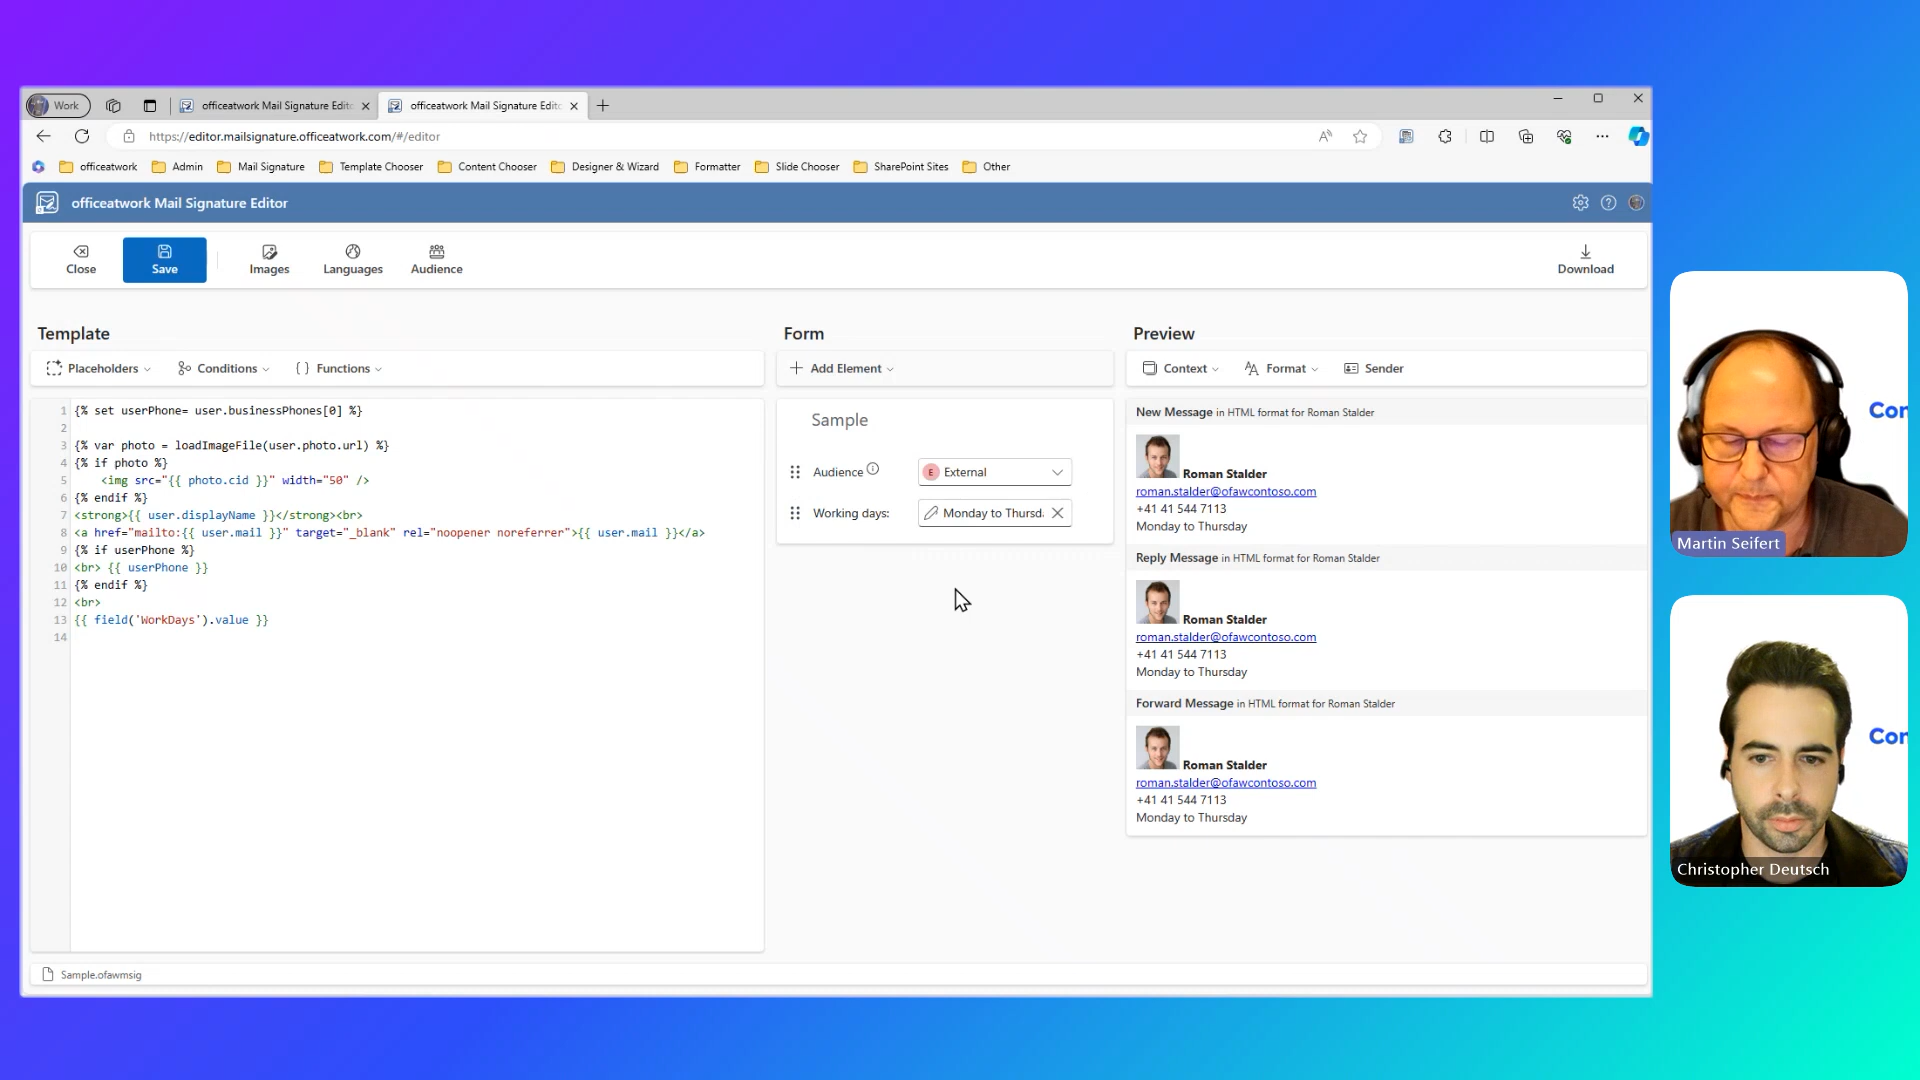 Work
officeatwork Mail Signature Edito
officeatwork Mail Signature Edito
https://editor.mailsignature.officeatwork.com/#/editor
officeatwork
Admin
Mail Signature
Template Chooser
Content Chooser
Designer & Wizard
Formatter
Slide Chooser
SharePoint Sites
Other
officeatwork Mail Signature Editor
Close
Save
Images
Languages
Audience
Download
Template
Placeholders
Conditions
{ } Functions
1 {% set userPhone= user.businessPhones[0] %}
2
3 {% var photo = loadImageFile(user.photo.url) %}
4 {% if photo %}
5 <img src="{{ photo.cid }}" width="50" />
6 {% endif %}
7 <strong>{{ user.displayName }}</strong><br>
8 <a href="mailto:{{ user.mail }}" target="_blank" rel="noopener noreferrer">{{ user.mail }}</a>
9 {% if userPhone %}
10 <br> {{ userPhone }}
11 {% endif %}
12 <br>
13 {{ field('WorkDays').value }}
14
Form
Add Element
Sample
Audience
E External
Working days:
Monday to Thursd
Preview
Context
Format
Sender
New Message in HTML format for Roman Stalder
Roman Stalder
roman.stalder@ofawcontoso.com
+41 41 544 7113
Monday to Thursday
Reply Message in HTML format for Roman Stalder
Roman Stalder
roman.stalder@ofawcontoso.com
+41 41 544 7113
Monday to Thursday
Forward Message in HTML format for Roman Stalder
Roman Stalder
roman.stalder@ofawcontoso.com
+41 41 544 7113
Monday to Thursday
Sample.ofawmsig
Con
Martin Seifert
Con
Christopher Deutsch